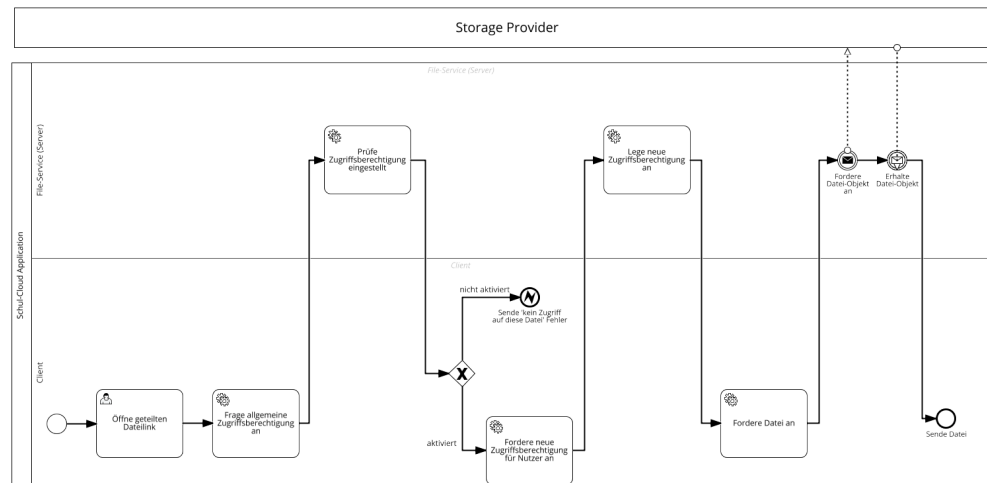 Storage Provider
File-Service (Server)
Schul-Cloud Application
File-Service (Server)
Prüfe
Zugriffsberechtigung
eingestellt
Lege neue
Zugriffsberechtigung
an
Fordere
Datei-Objekt
an
Erhalte
Datei-Objekt
Client
Client
nicht aktiviert
Sende 'kein Zugriff
auf diese Datei' Fehler
Öffne geteilten
Dateilink
Frage allgemeine
Zugriffsberechtigung
an
aktiviert
Fordere neue
Zugriffsberechtigung
für Nutzer an
Fordere Datei an
Sende Datei